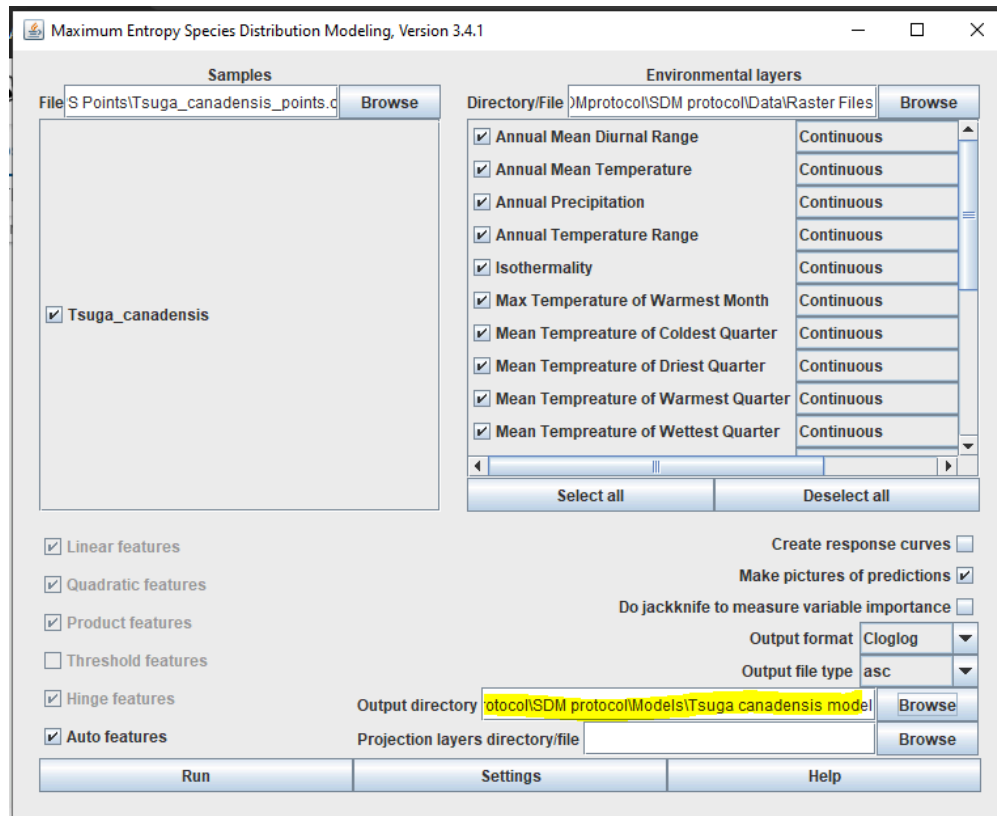 Maximum Entropy Species Distribution Modeling, Version 3.4.1
Samples
File S Points\Tsuga_canadensis_points.c Browse
Tsuga_canadensis
Environmental layers
Directory/File Mprotocol\SDM protocol\Data\Raster Files Browse
Annual Mean Diurnal Range Continuous
Annual Mean Temperature Continuous
Annual Precipitation Continuous
Annual Temperature Range Continuous
Isothermality Continuous
Max Temperature of Warmest Month Continuous
Mean Tempreature of Coldest Quarter Continuous
Mean Tempreature of Driest Quarter Continuous
Mean Tempreature of Warmest Quarter Continuous
Mean Tempreature of Wettest Quarter Continuous
Select all Deselect all
Linear features
Quadratic features
Product features
Threshold features
Hinge features
Auto features
Create response curves
Make pictures of predictions
Do jackknife to measure variable importance
Output format Cloglog
Output file type asc
Output directory otocol\SDM protocol\Models\Tsuga canadensis model Browse
Projection layers directory/file Browse
Run Settings Help